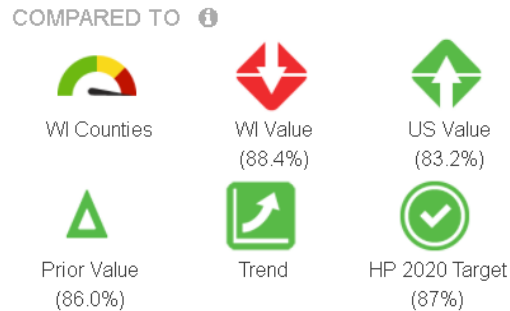 COMPARED TO
WI Counties
WI Value
(88.4%)
US Value
(83.2%)
Prior Value
(86.0%)
Trend
HP 2020 Target
(87%)